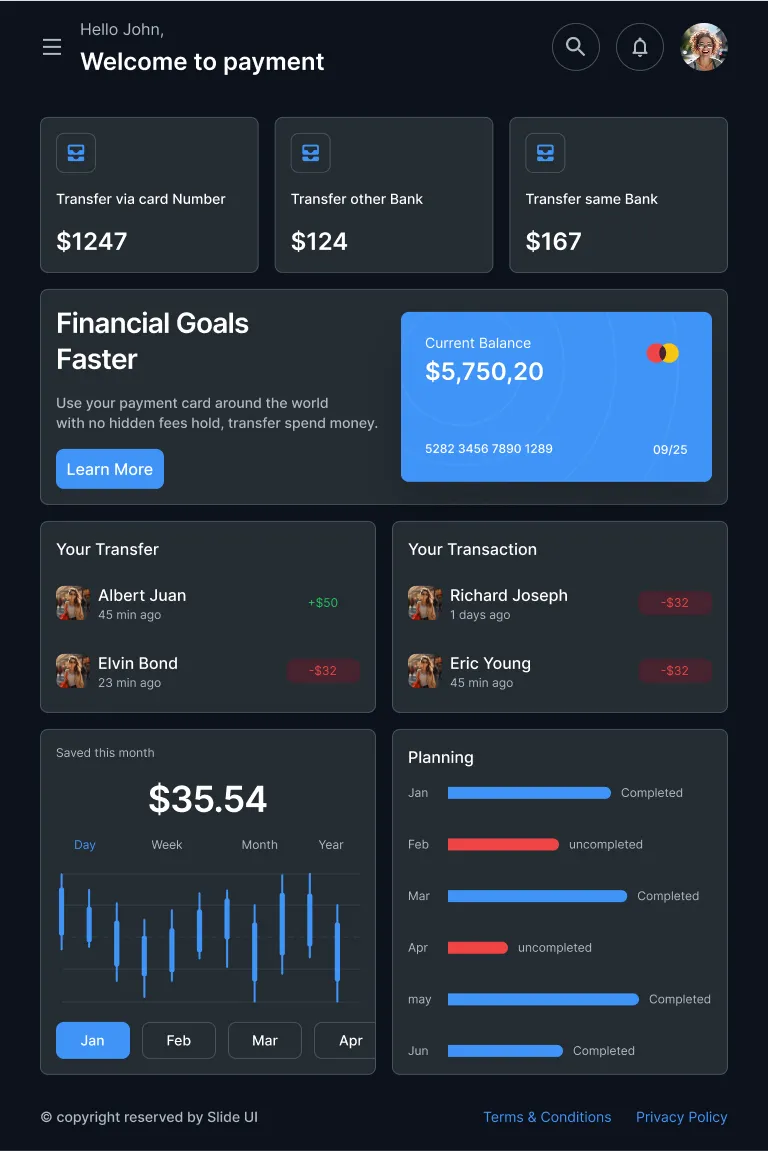 Hello John,
Welcome to payment
Transfer via card Number
$1247
Transfer other Bank
$124
Transfer same Bank
$167
Financial Goals
Faster
Use your payment card around the world
with no hidden fees hold, transfer spend money.
Learn More
Current Balance
$5,750,20
5282 3456 7890 1289
09/25
Your Transfer
Albert Juan
45 min ago
+$50
Elvin Bond
23 min ago
-$32
Your Transaction
Richard Joseph
1 days ago
-$32
Eric Young
45 min ago
-$32
Saved this month
$35.54
Day Week Month Year
Jan Feb Mar Apr
Planning
Jan Completed
Feb uncompleted
Mar Completed
Apr uncompleted
may Completed
Jun Completed
© copyright reserved by Slide UI
Terms & Conditions Privacy Policy